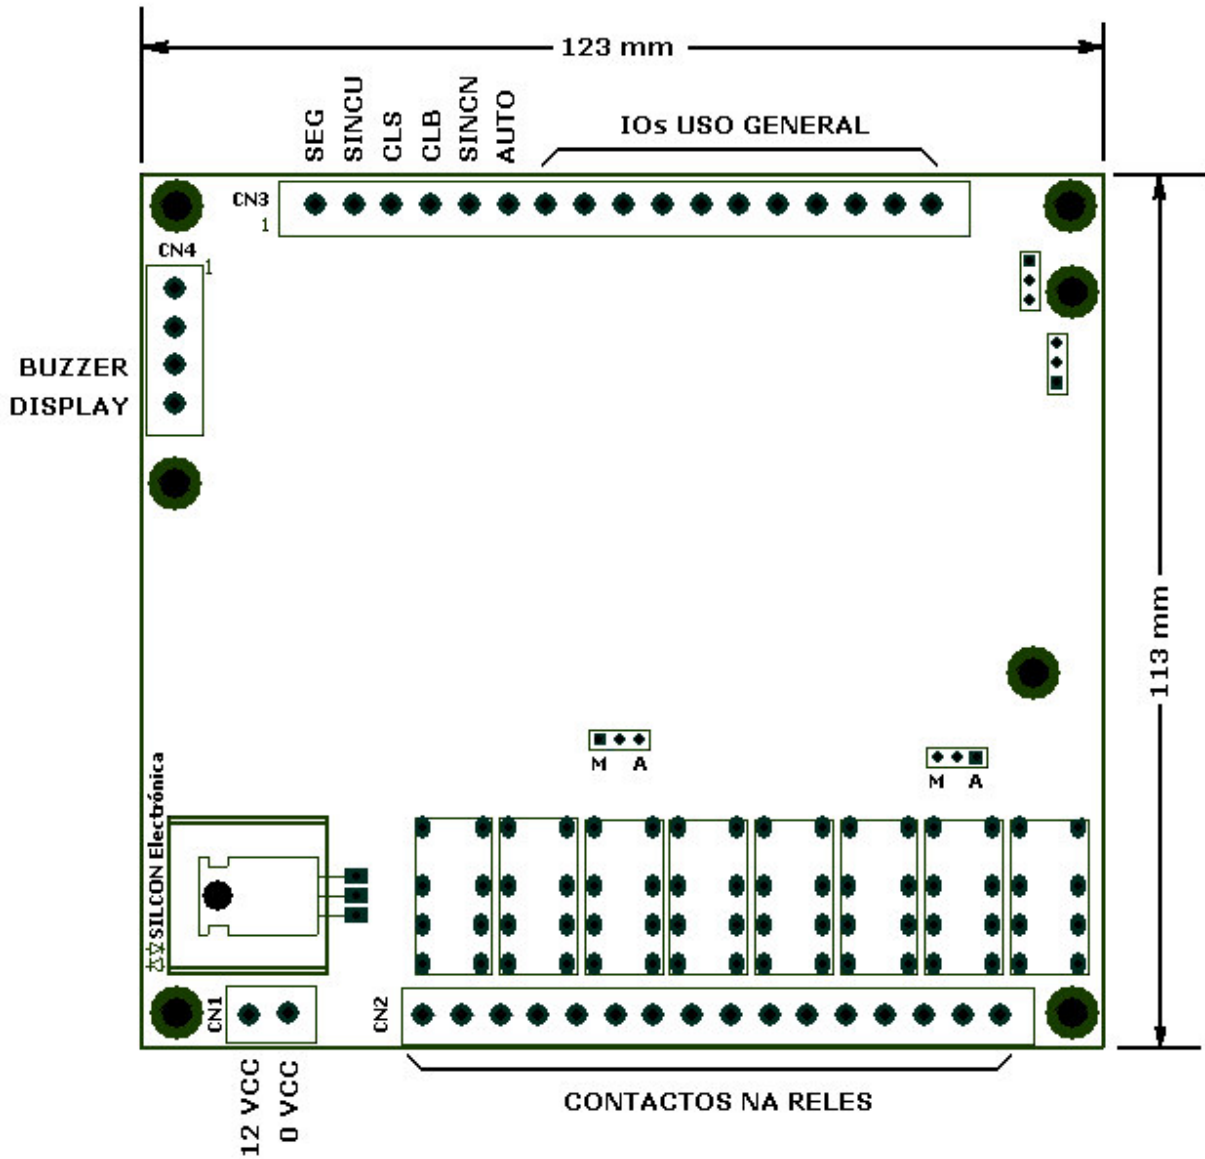 123 mm
SEG
SINCU
CLS
CLB
SINCN
AUTO
IOs USO GENERAL
CN3
1
CN4
1
BUZZER
DISPLAY
113 mm
M A
M A
SILCON Electrónica
CN1
CN2
12 VCC
0 VCC
CONTACTOS NA RELES